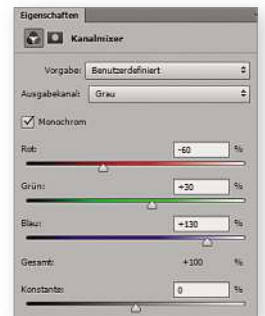 Eigenschaften
Kanalmixer
Vorgabe: Benutzerdefiniert
Ausgabekanal: Grau
Monochrom
Rot: -60 %
Grün: +30 %
Blau: +130 %
Gesamt: +100 %
Konstante: 0 %